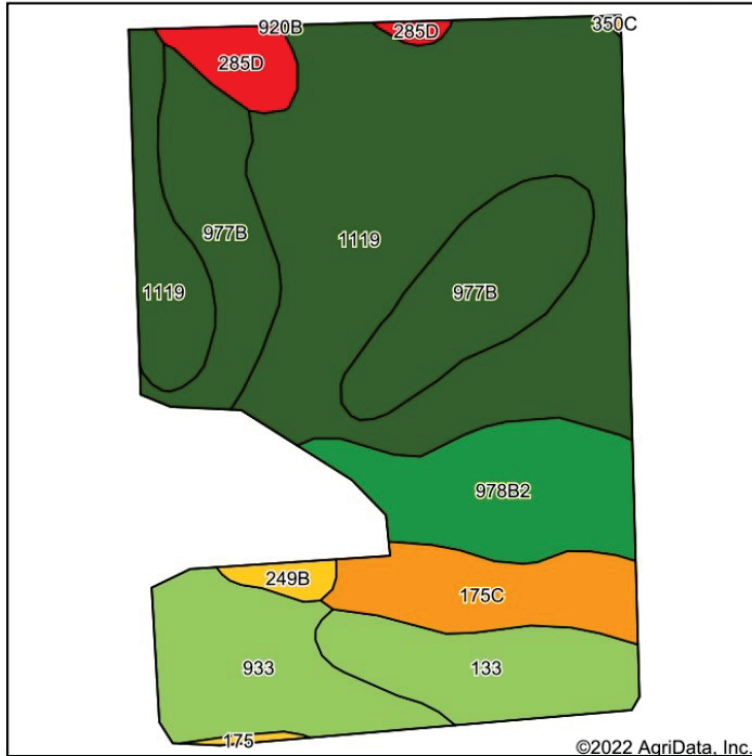 920B
285D
350C
285D
977B
1119
1119
977B
978B2
249B
175C
933
133
175
©2022 AgriData, Inc.